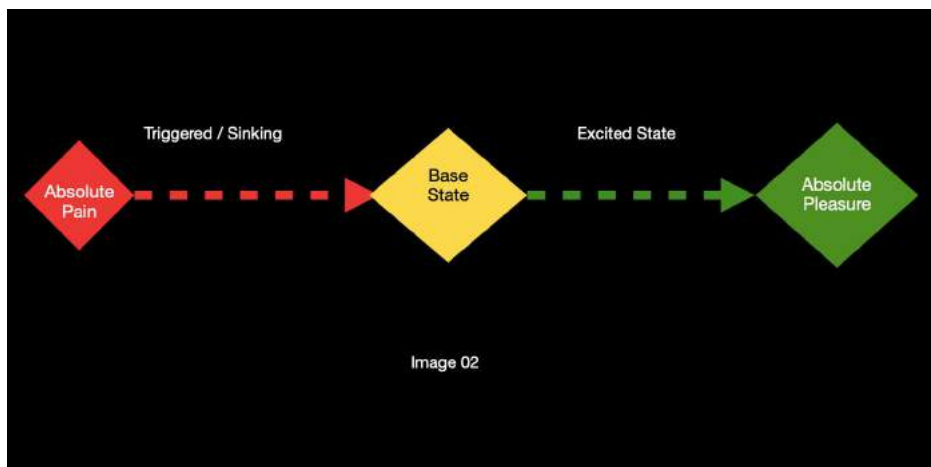 Triggered / Sinking
Excited State
Absolute
Pain
Base
State
Absolute
Pleasure
Image 02